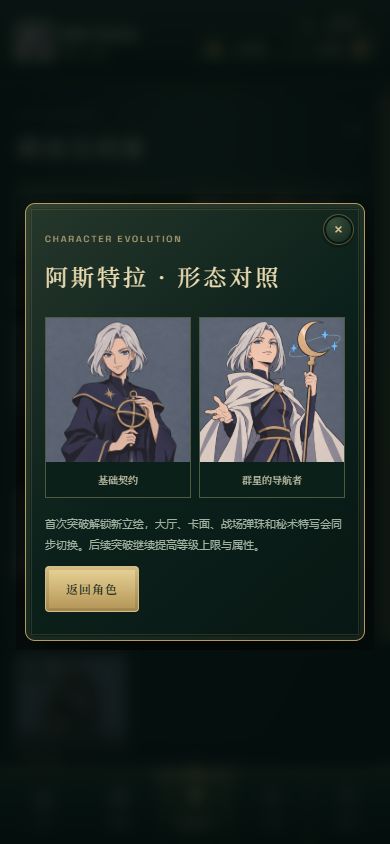 CHARACTER EVOLUTION
阿斯特拉 · 形态对照
基础契约
群星的导航者
首次突破解锁新立绘，大厅、卡面、战场弹珠和秘术特写会同
步切换。后续突破继续提高等级上限与属性。
返回角色